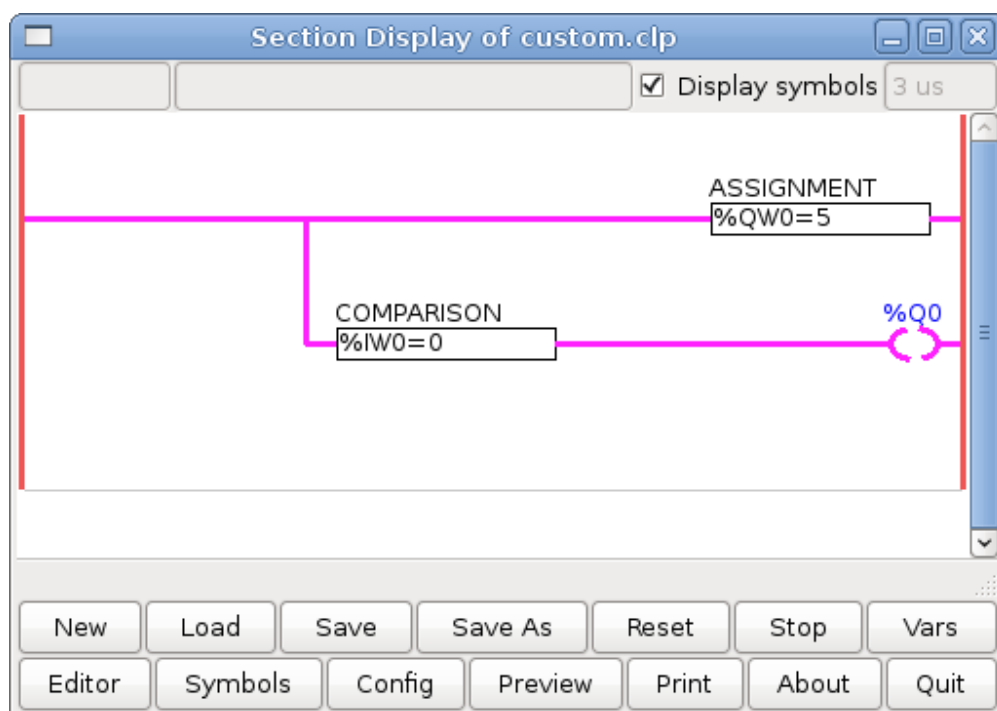 Section Display of custom.clp
Display symbols 3 us
ASSIGNMENT
%QW0=5
COMPARISON %Q0
%IW0=0
New Load Save Save As Reset Stop Vars
Editor Symbols Config Preview Print About Quit